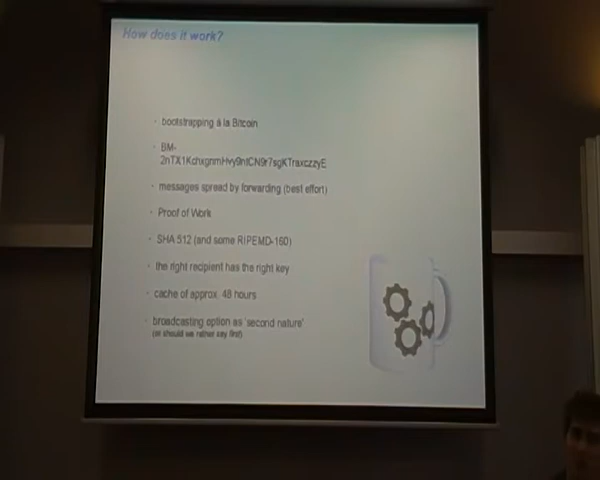 How does it work?
bootstrapping á la Bitcoin
BM-
messages spread by forwarding (best effort)
Proof of Work
SHA 512 (and some RIPEMD-160)
the right recipient has the right key
cache of approx. 48 hours
broadcasting option as 'second nature'
(or should we rather say first)